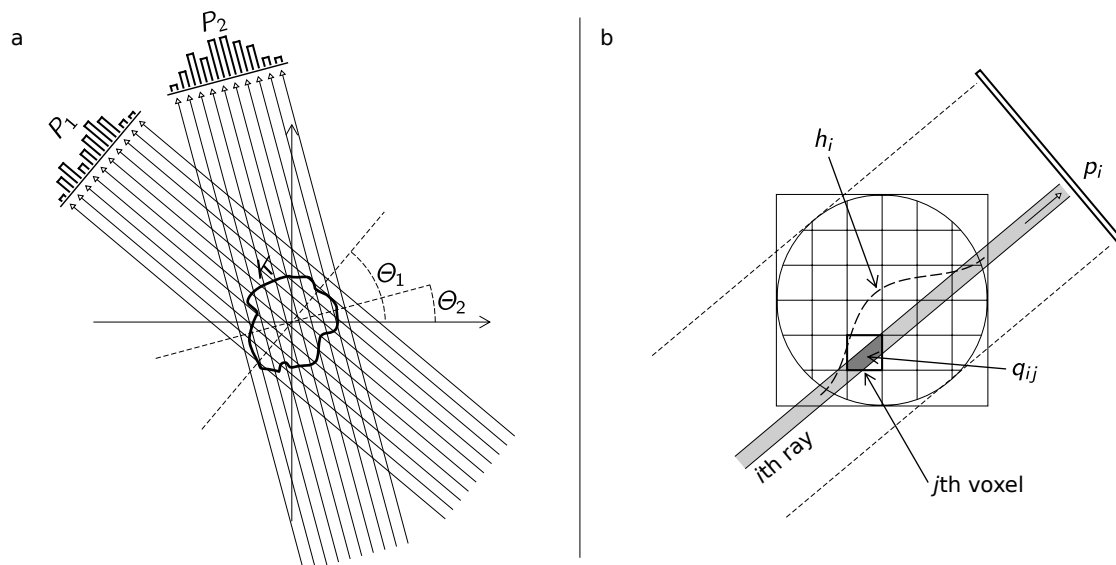 a
P₂
P₁
K
Θ₁
Θ₂
b
hᵢ
pᵢ
qᵢⱼ
ith ray
jth voxel